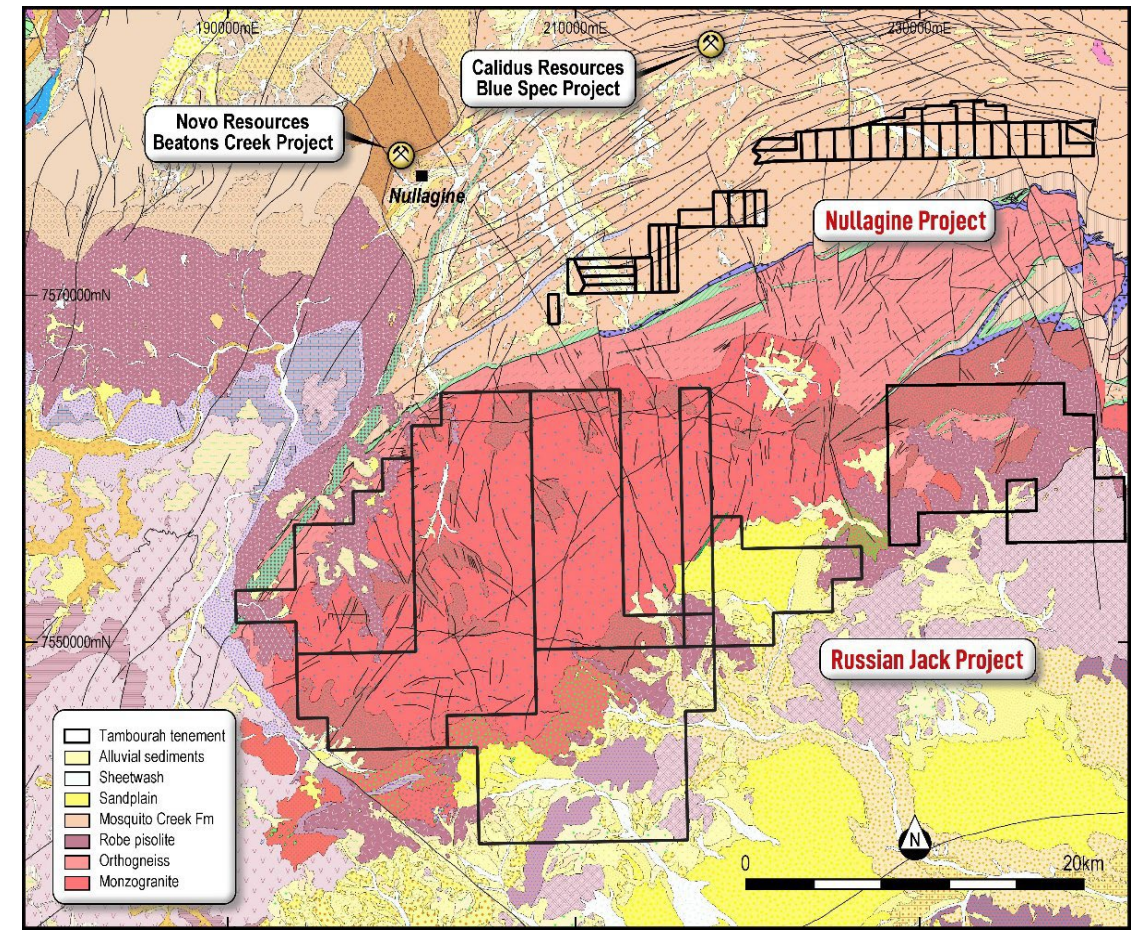 190000mE
210000mE
230000mE
Calidus Resources
Blue Spec Project
Novo Resources
Beatons Creek Project
Nullagine
Nullagine Project
7570000mN
7550000mN
Russian Jack Project
Tambourah tenement
Alluvial sediments
Sheetwash
Sandplain
Mosquito Creek Fm
Robe pisolite
Orthogneiss
Monzogranite
N
0
20km